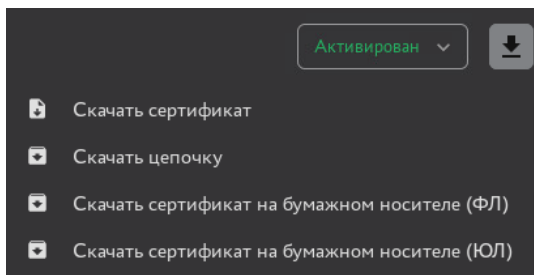 Активирован
Скачать сертификат
Скачать цепочку
Скачать сертификат на бумажном носителе (ФЛ)
Скачать сертификат на бумажном носителе (ЮЛ)